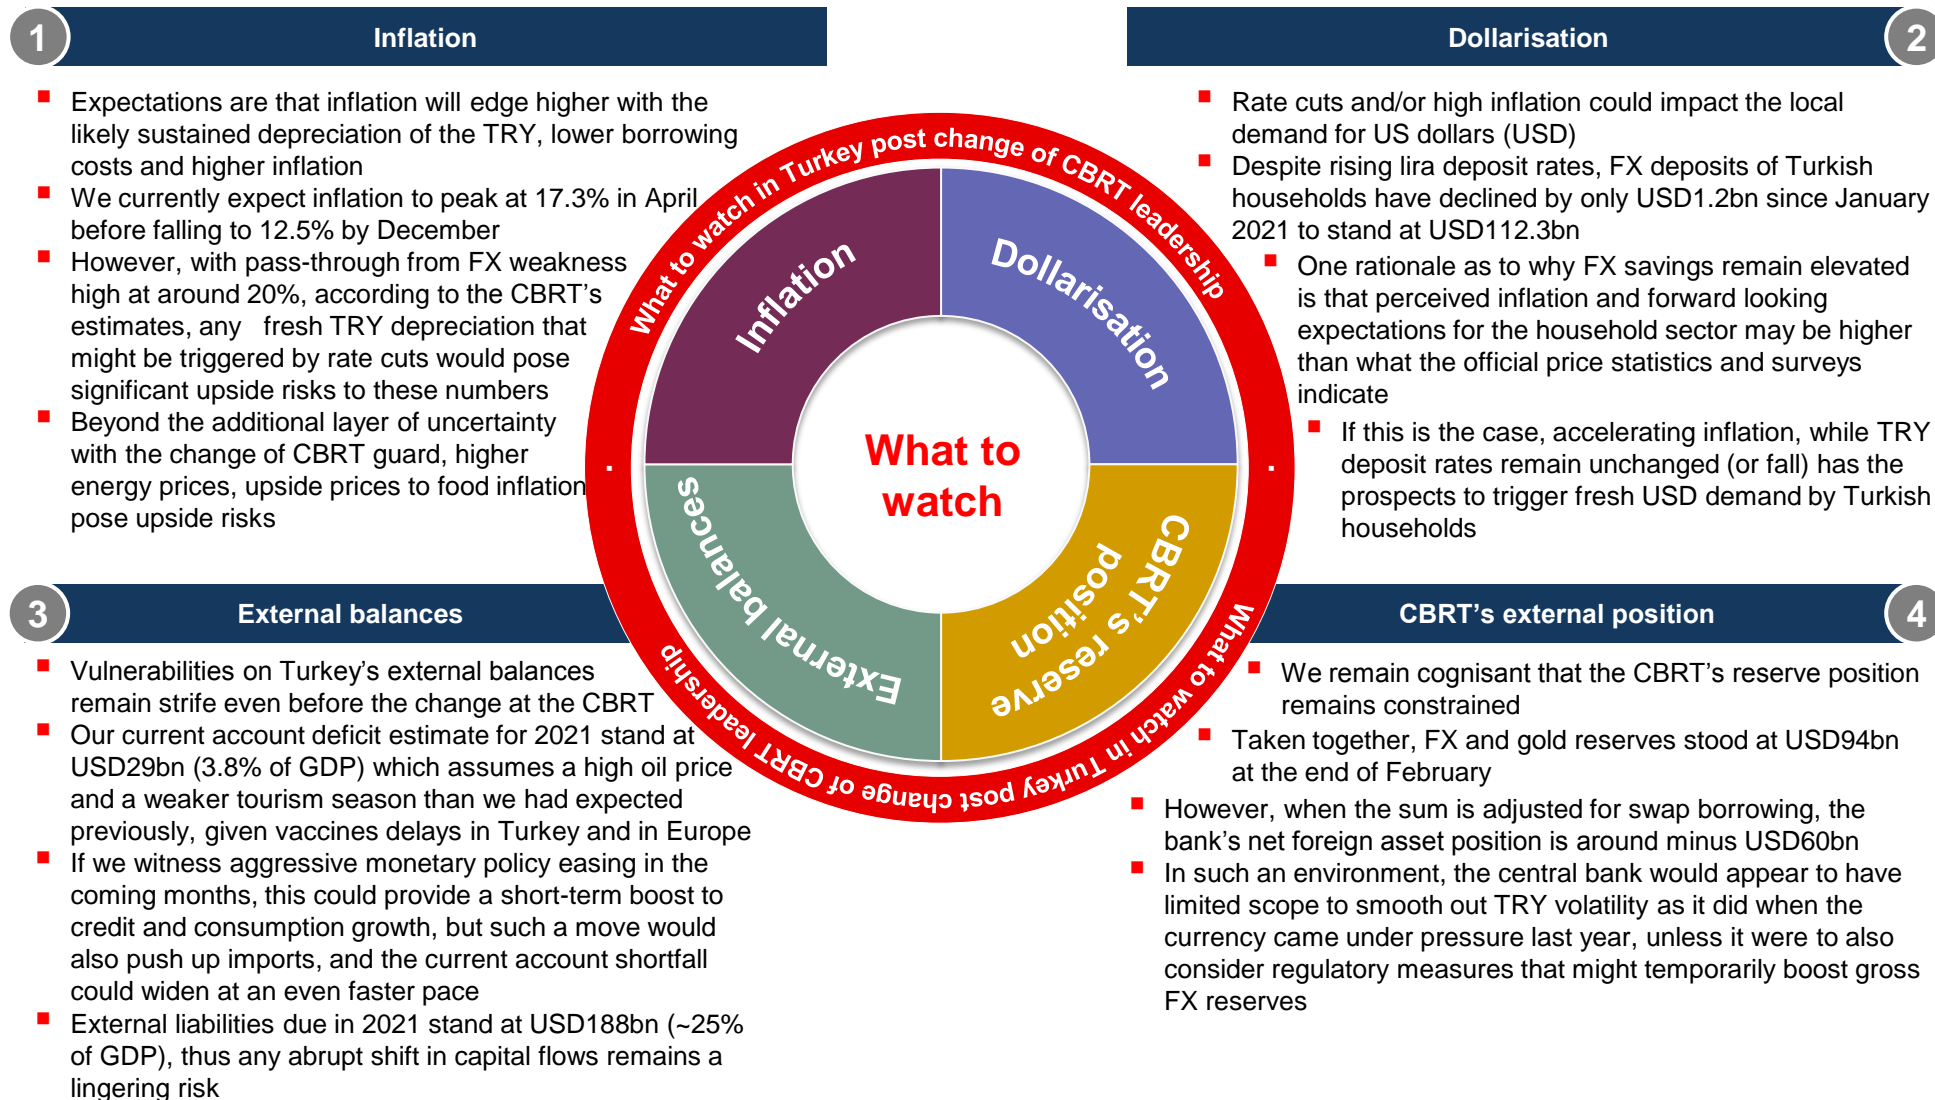 1
Inflation
Expectations are that inflation will edge higher with the
likely sustained depreciation of the TRY, lower borrowing
costs and higher inflation
We currently expect inflation to peak at 17.3% in April
before falling to 12.5% by December
However, with pass-through from FX weakness
high at around 20%, according to the CBRT’s
estimates, any fresh TRY depreciation that
might be triggered by rate cuts would pose
significant upside risks to these numbers
Beyond the additional layer of uncertainty
with the change of CBRT guard, higher
energy prices, upside prices to food inflation
pose upside risks
Dollarisation
2
Rate cuts and/or high inflation could impact the local
demand for US dollars (USD)
Despite rising lira deposit rates, FX deposits of Turkish
households have declined by only USD1.2bn since January
2021 to stand at USD112.3bn
One rationale as to why FX savings remain elevated
is that perceived inflation and forward looking
expectations for the household sector may be higher
than what the official price statistics and surveys
indicate
If this is the case, accelerating inflation, while TRY
deposit rates remain unchanged (or fall) has the
prospects to trigger fresh USD demand by Turkish
households
What to watch in Turkey post change of CBRT leadership
Inflation
Dollarisation
What to
watch
External balances
CBRT’s reserve
position
What to watch in Turkey post change of CBRT leadership
3
External balances
Vulnerabilities on Turkey’s external balances
remain strife even before the change at the CBRT
Our current account deficit estimate for 2021 stand at
USD29bn (3.8% of GDP) which assumes a high oil price
and a weaker tourism season than we had expected
previously, given vaccines delays in Turkey and in Europe
If we witness aggressive monetary policy easing in the
coming months, this could provide a short-term boost to
credit and consumption growth, but such a move would
also push up imports, and the current account shortfall
could widen at an even faster pace
External liabilities due in 2021 stand at USD188bn (~25%
of GDP), thus any abrupt shift in capital flows remains a
lingering risk
CBRT’s external position
4
We remain cognisant that the CBRT’s reserve position
remains constrained
Taken together, FX and gold reserves stood at USD94bn
at the end of February
However, when the sum is adjusted for swap borrowing, the
bank’s net foreign asset position is around minus USD60bn
In such an environment, the central bank would appear to have
limited scope to smooth out TRY volatility as it did when the
currency came under pressure last year, unless it were to also
consider regulatory measures that might temporarily boost gross
FX reserves